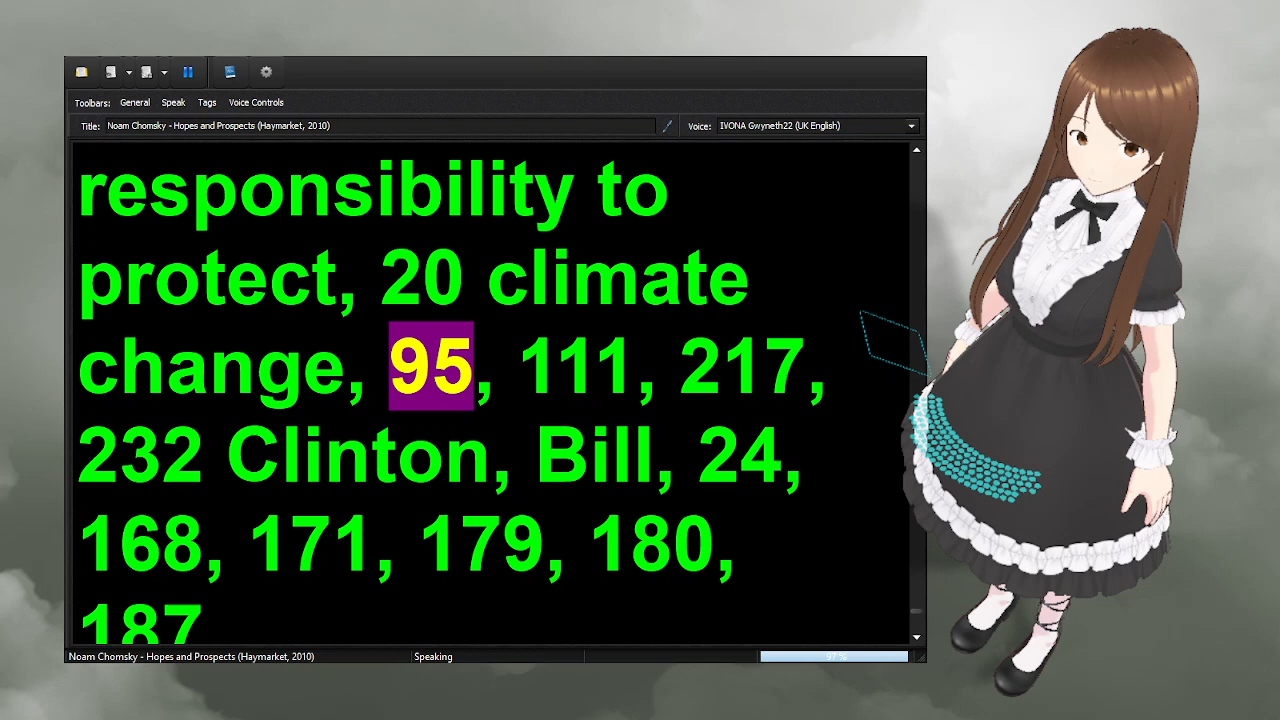 Toolbars: General Speak Tags Voice Controls
Title: Noam Chomsky - Hopes and Prospects (Haymarket, 2010) Voice: IVONA Gwyneth22 (UK English)
responsibility to
protect, 20 climate
change, 95, 111, 217,
232 Clinton, Bill, 24,
168, 171, 179, 180,
187
Noam Chomsky - Hopes and Prospects (Haymarket, 2010) Speaking 97 %